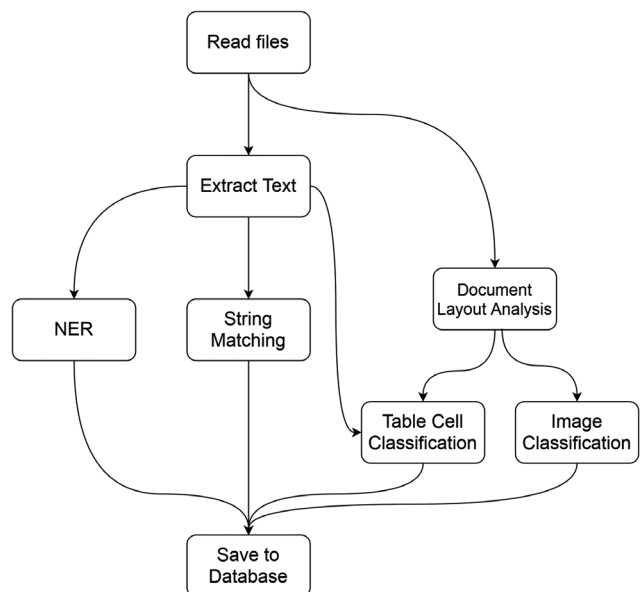 Read files
Extract Text
Document
Layout Analysis
NER
String
Matching
Table Cell
Classification
Image
Classification
Save to
Database